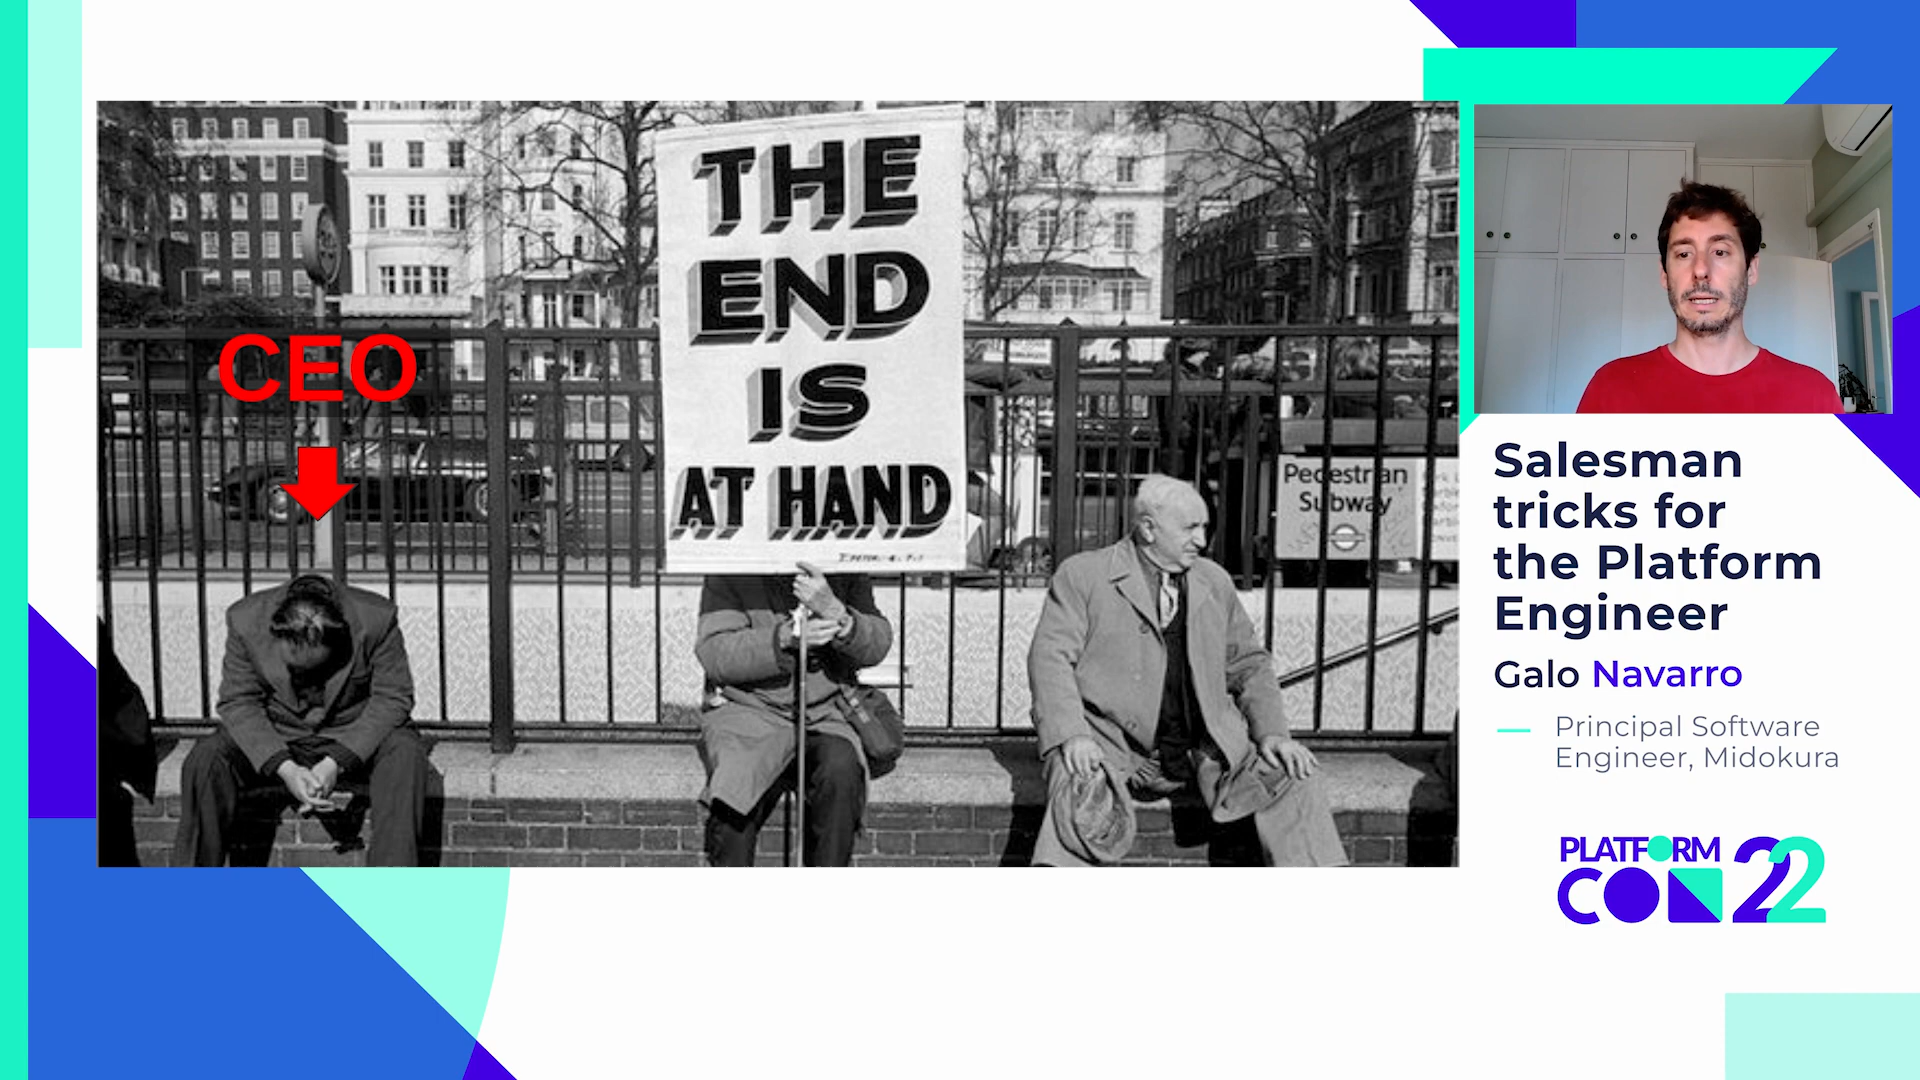 THE
END
IS
AT HAND
CEO
Pedestrian
Subway
Salesman
tricks for
the Platform
Engineer
Galo Navarro
Principal Software
Engineer, Midokura
PLATFORM
CON 22